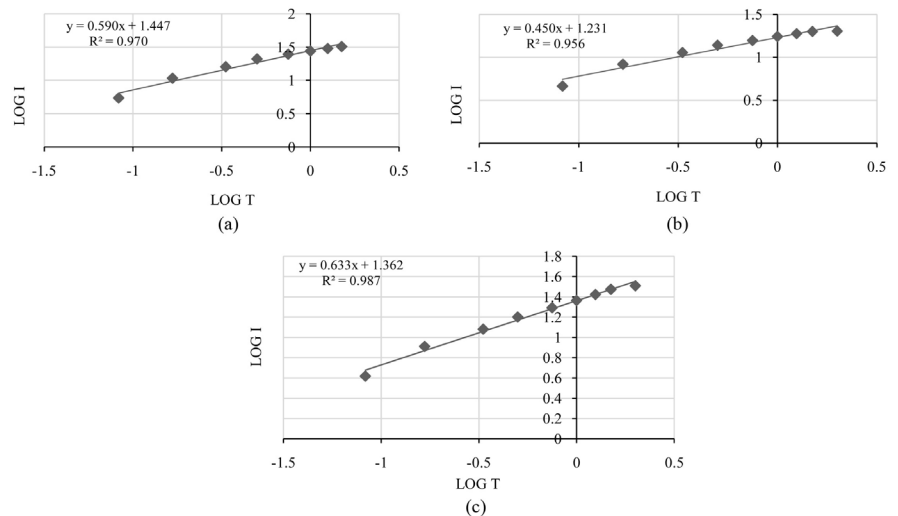 y = 0.590x + 1.447
R² = 0.970
2
1.5
1
0.5
0
-1.5 -1 -0.5 0 0.5
LOG I
LOG T
(a)
y = 0.450x + 1.231
R² = 0.956
1.5
1
0.5
0
-1.5 -1 -0.5 0 0.5
LOG I
LOG T
(b)
y = 0.633x + 1.362
R² = 0.987
1.8
1.6
1.4
1.2
1
0.8
0.6
0.4
0.2
0
-1.5 -1 -0.5 0 0.5
LOG I
LOG T
(c)